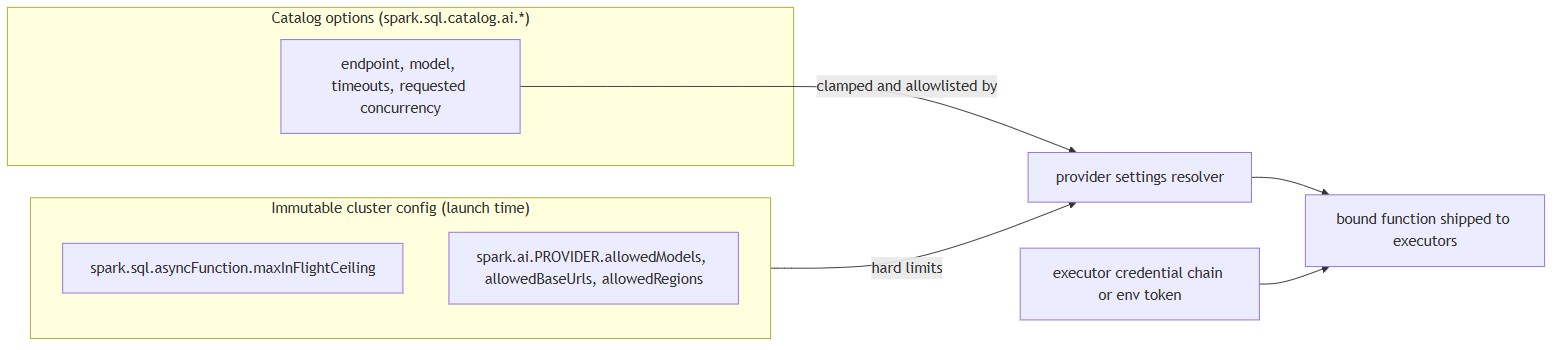 Catalog options (spark.sql.catalog.ai.*)
endpoint, model,
timeouts, requested
concurrency
clamped and allowlisted by
provider settings resolver
Immutable cluster config (launch time)
spark.sql.asyncFunction.maxInFlightCeiling
spark.ai.PROVIDER.allowedModels,
allowedBaseUrls, allowedRegions
hard limits
bound function shipped to
executors
executor credential chain
or env token